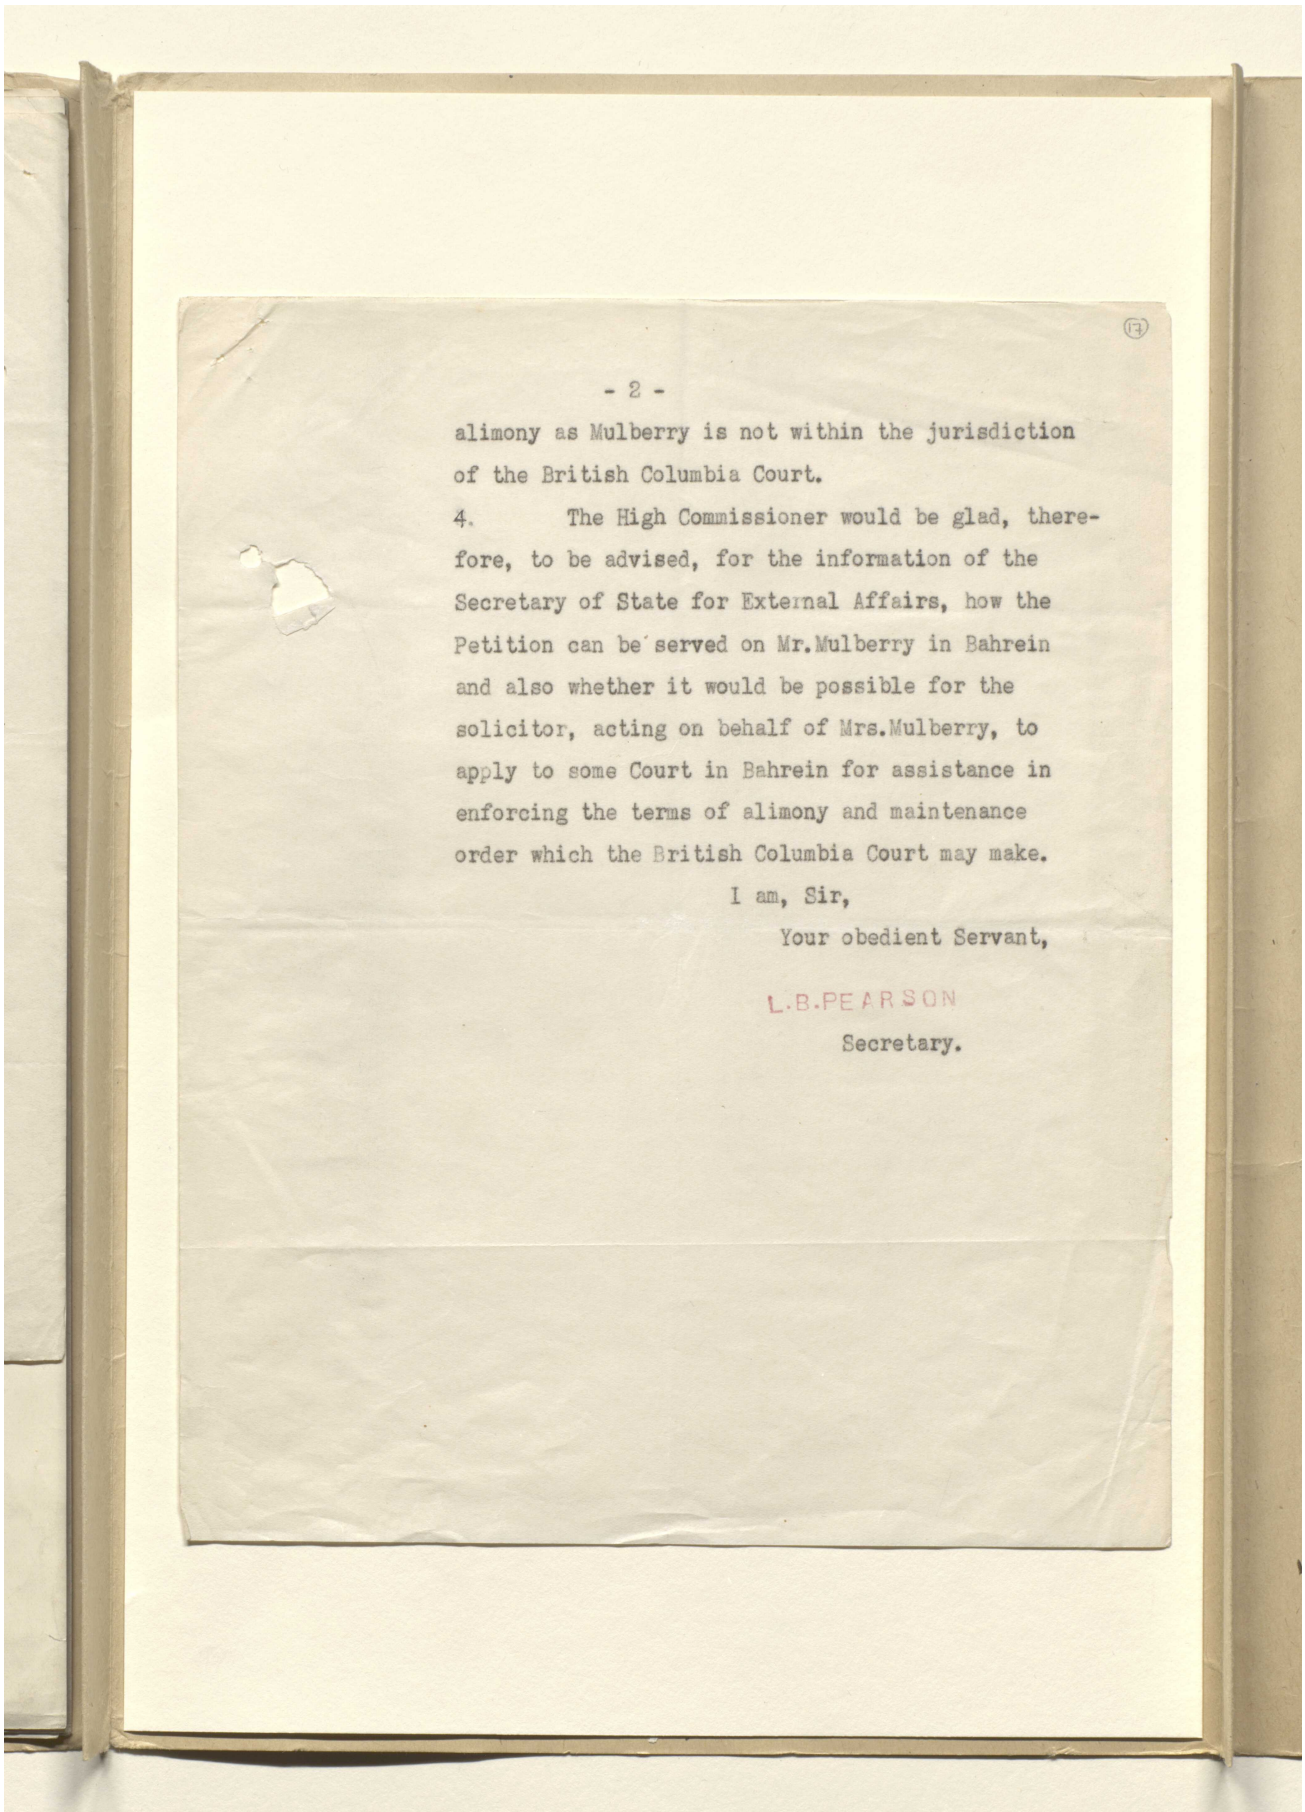 17
- 2 -
alimony as Mulberry is not within the jurisdiction
of the British Columbia Court.
4. The High Commissioner would be glad, there-
fore, to be advised, for the information of the
Secretary of State for External Affairs, how the
Petition can be served on Mr.Mulberry in Bahrein
and also whether it would be possible for the
solicitor, acting on behalf of Mrs.Mulberry, to
apply to some Court in Bahrein for assistance in
enforcing the terms of alimony and maintenance
order which the British Columbia Court may make.
I am, Sir,
Your obedient Servant,
L.B.PEARSON
Secretary.